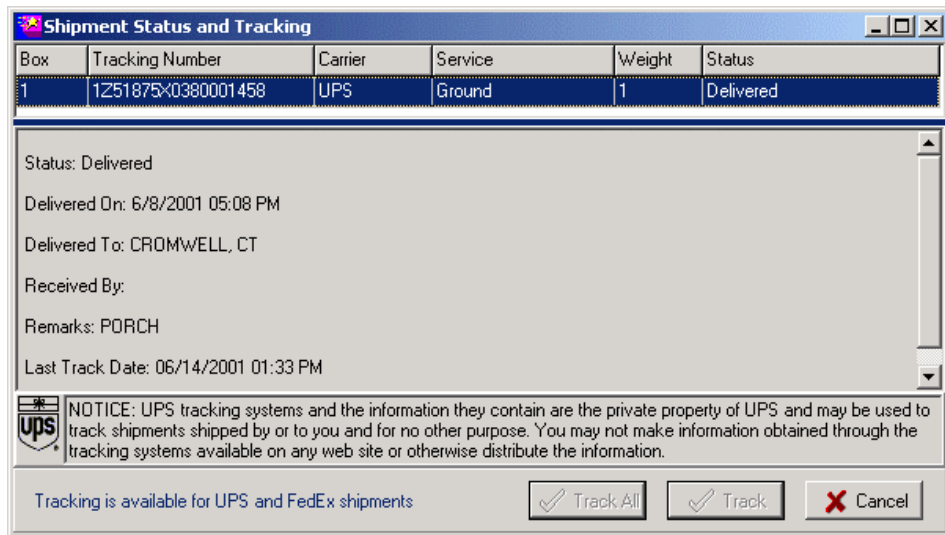 Shipment Status and Tracking
Box Tracking Number Carrier Service Weight Status
1 1Z51875X0380001458 UPS Ground 1 Delivered
Status: Delivered
Delivered On: 6/8/2001 05:08 PM
Delivered To: CROMWELL, CT
Received By:
Remarks: PORCH
Last Track Date: 06/14/2001 01:33 PM
ups
NOTICE: UPS tracking systems and the information they contain are the private property of UPS and may be used to
track shipments shipped by or to you and for no other purpose. You may not make information obtained through the
tracking systems available on any web site or otherwise distribute the information.
Tracking is available for UPS and FedEx shipments Track All Track Cancel